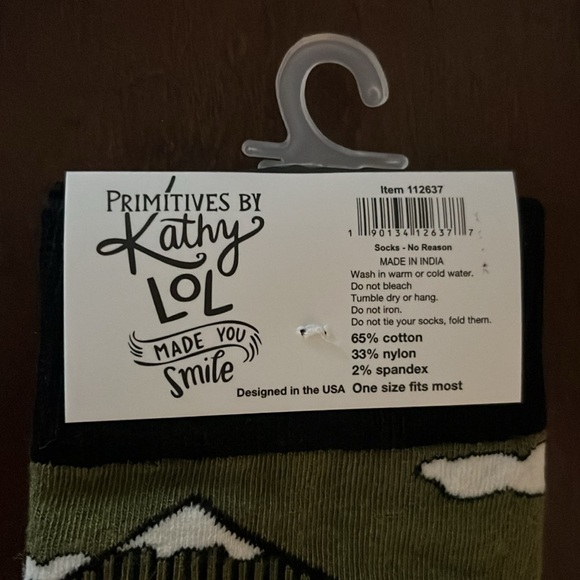 PRIMITIVES BY
Kathy
LOL
MADE YOU
smile
Item 112637
1 90134 12637 7
Socks - No Reason
MADE IN INDIA
Wash in warm or cold water.
Do not bleach
Tumble dry or hang.
Do not iron.
Do not tie your socks, fold them.
65% cotton
33% nylon
2% spandex
Designed in the USA One size fits most